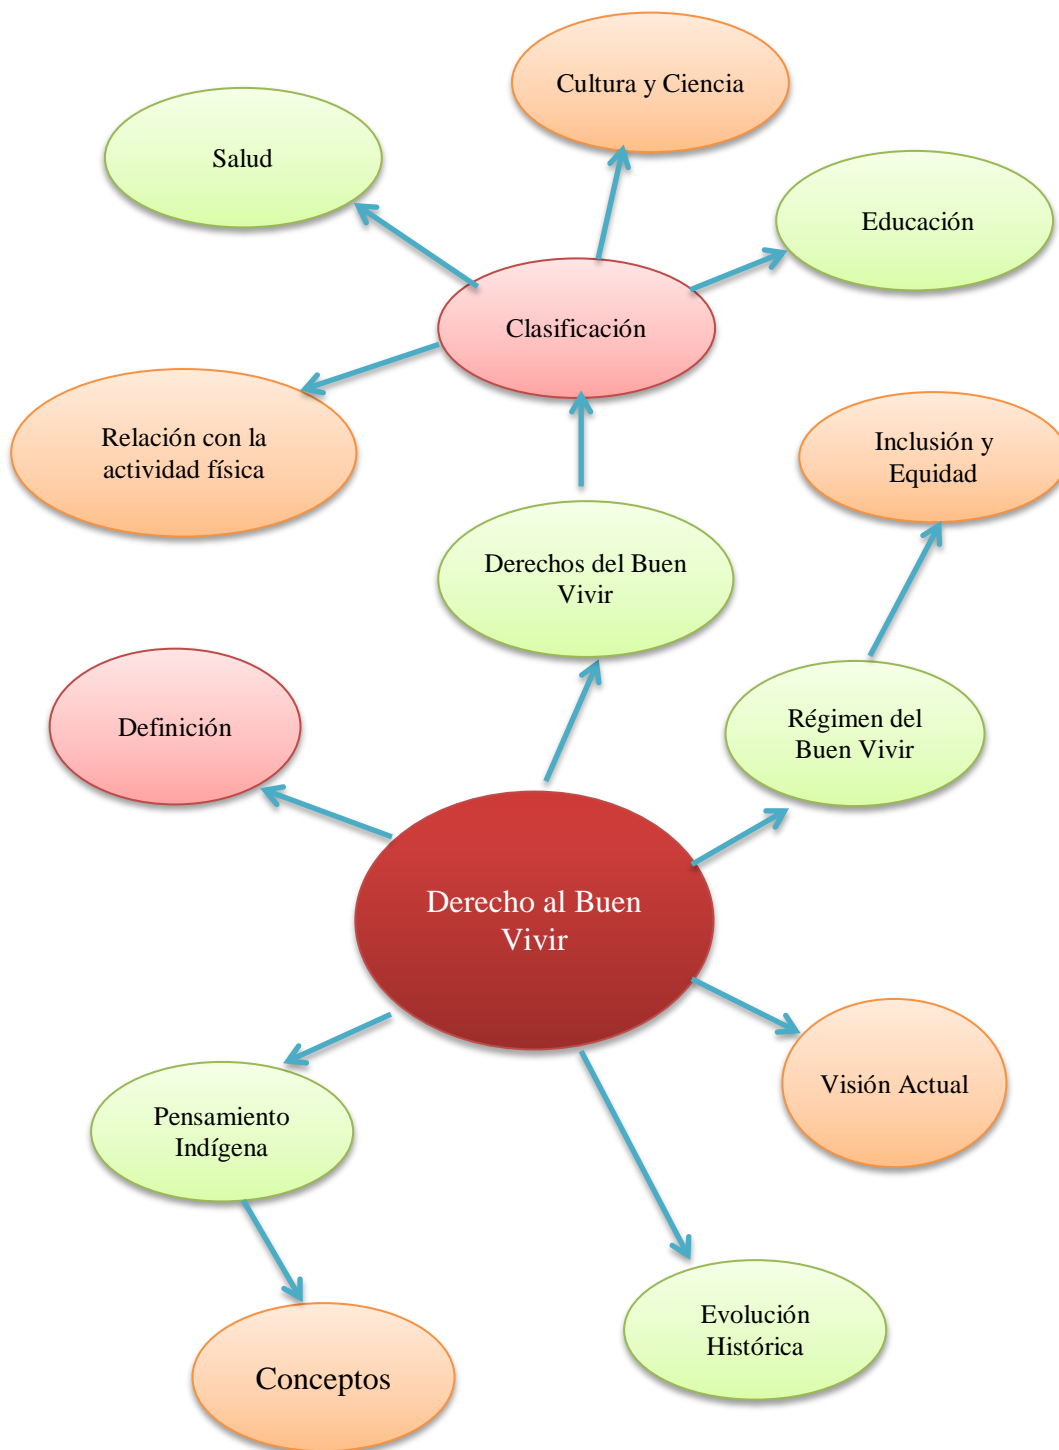 Cultura y Ciencia
Salud
Educación
Clasificación
Relación con la
actividad física
Inclusión y
Equidad
Derechos del Buen
Vivir
Definición
Régimen del
Buen Vivir
Derecho al Buen
Vivir
Visión Actual
Pensamiento
Indígena
Evolución
Histórica
Conceptos